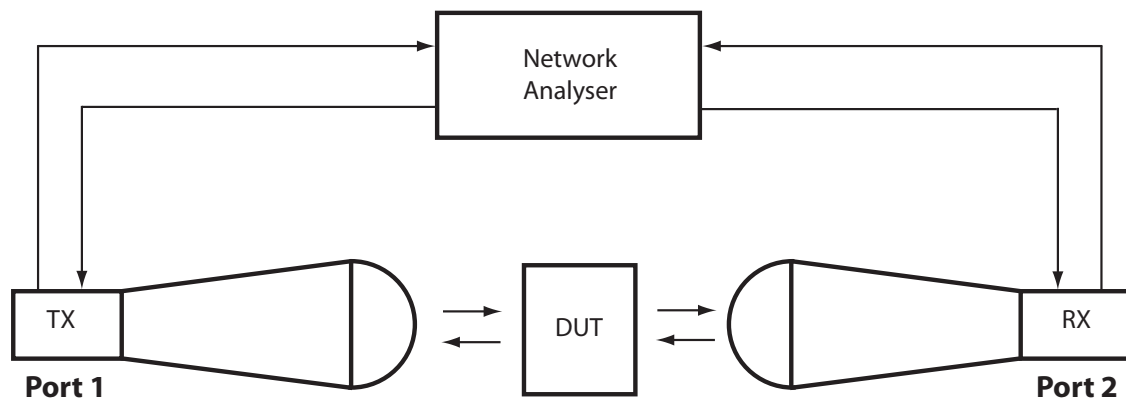 Network
Analyser
TX
DUT
RX
Port 1
Port 2